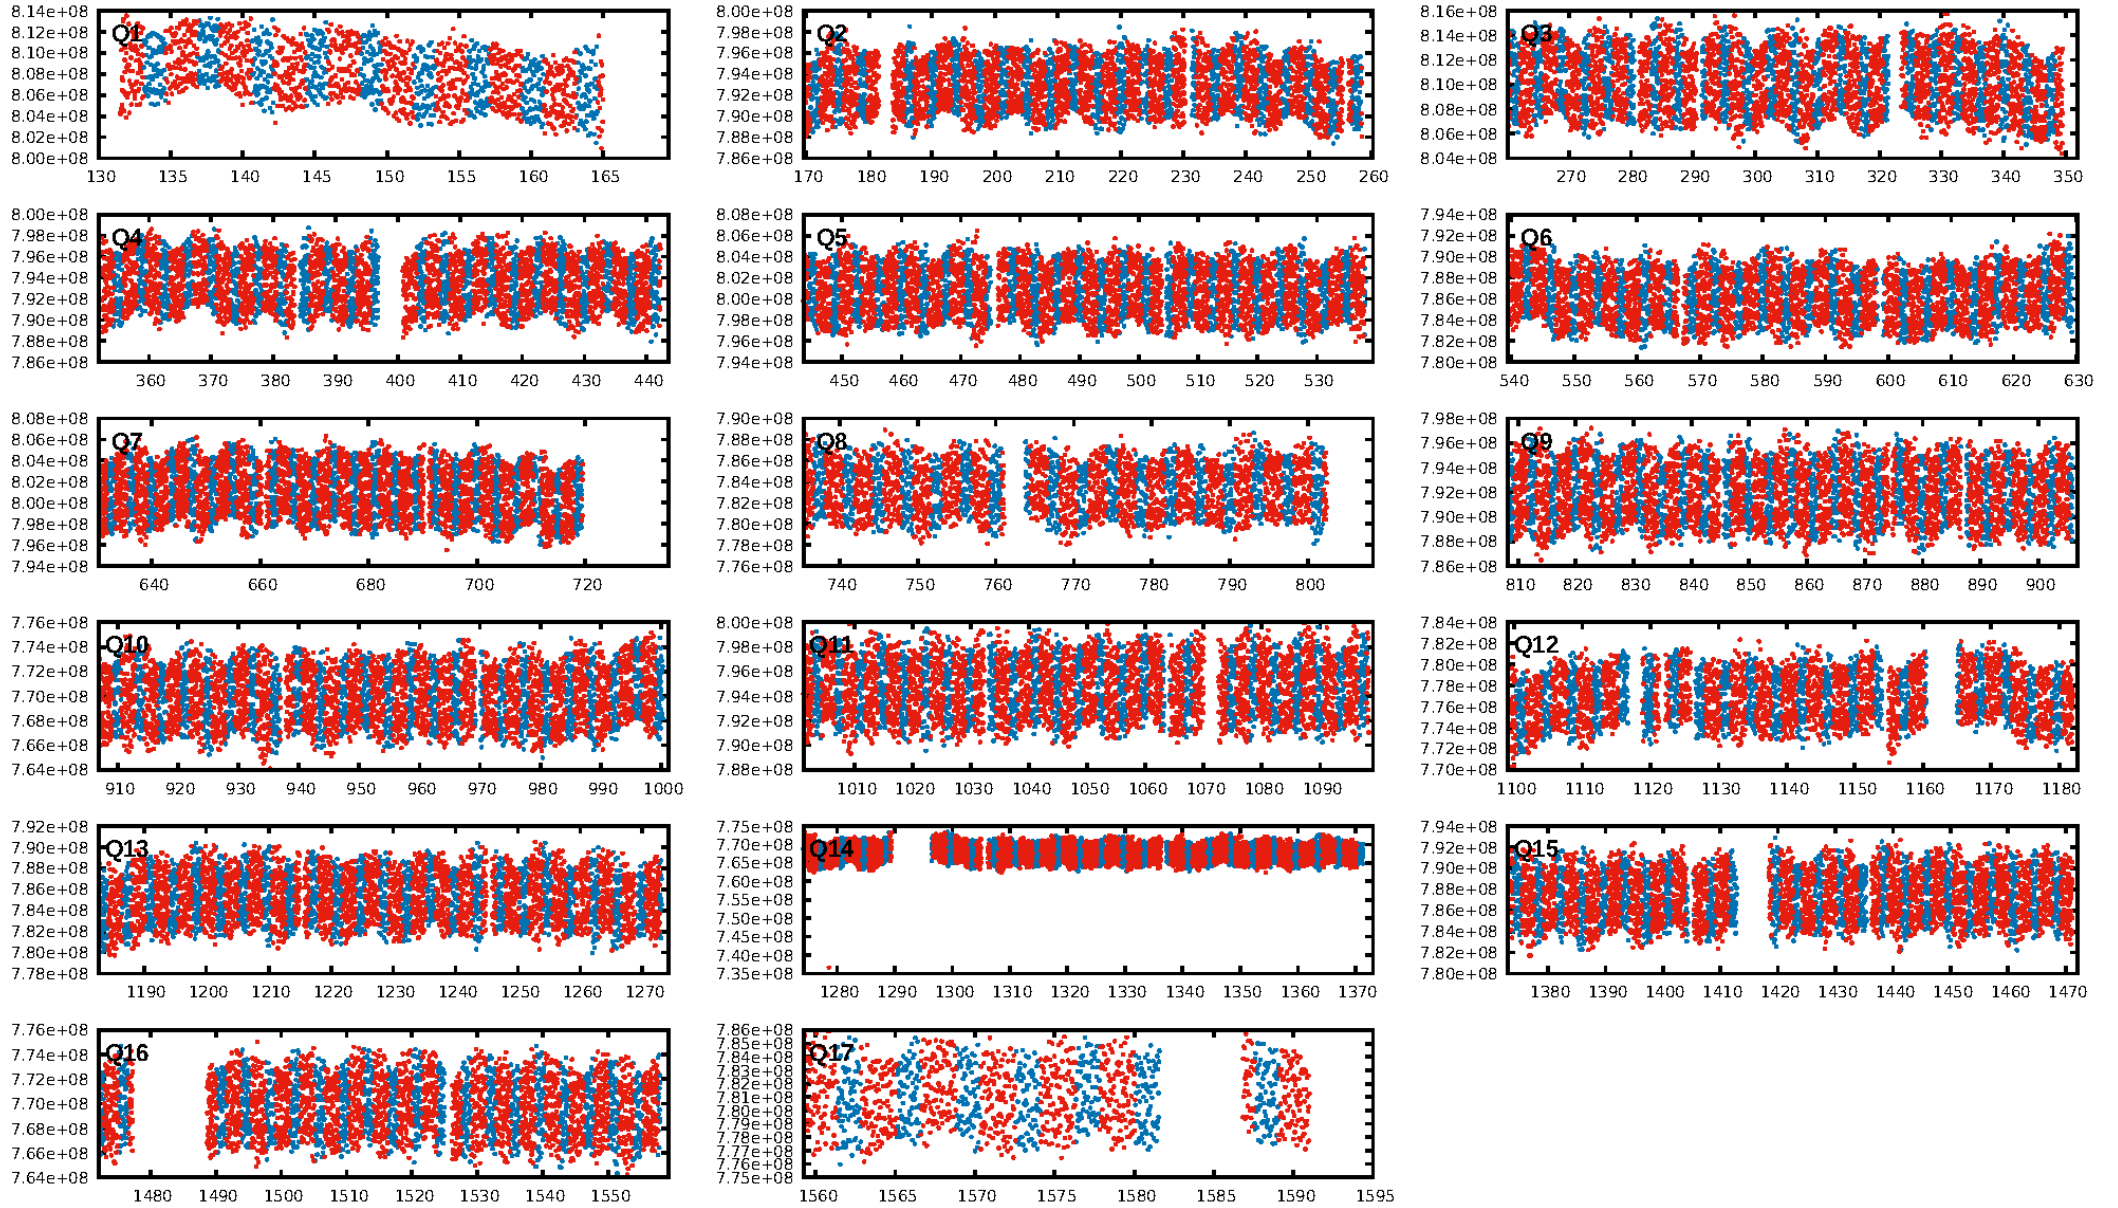 8.14e+08 8.12e+08 8.10e+08 8.08e+08 8.06e+08 8.04e+08 8.02e+08 8.00e+08
Q1
130 135 140 145 150 155 160 165
8.00e+08 7.98e+08 7.96e+08 7.94e+08 7.92e+08 7.90e+08 7.88e+08 7.86e+08
Q2
170 180 190 200 210 220 230 240 250 260
8.16e+08 8.14e+08 8.12e+08 8.10e+08 8.08e+08 8.06e+08 8.04e+08
Q3
270 280 290 300 310 320 330 340 350
8.00e+08 7.98e+08 7.96e+08 7.94e+08 7.92e+08 7.90e+08 7.88e+08 7.86e+08
Q4
360 370 380 390 400 410 420 430 440
8.08e+08 8.06e+08 8.04e+08 8.02e+08 8.00e+08 7.98e+08 7.96e+08 7.94e+08
Q5
450 460 470 480 490 500 510 520 530
7.94e+08 7.92e+08 7.90e+08 7.88e+08 7.86e+08 7.84e+08 7.82e+08 7.80e+08
Q6
540 550 560 570 580 590 600 610 620 630
8.08e+08 8.06e+08 8.04e+08 8.02e+08 8.00e+08 7.98e+08 7.96e+08 7.94e+08
Q7
640 660 680 700 720
7.90e+08 7.88e+08 7.86e+08 7.84e+08 7.82e+08 7.80e+08 7.78e+08 7.76e+08
Q8
740 750 760 770 780 790 800
7.98e+08 7.96e+08 7.94e+08 7.92e+08 7.90e+08 7.88e+08 7.86e+08
Q9
810 820 830 840 850 860 870 880 890 900
7.76e+08 7.74e+08 7.72e+08 7.70e+08 7.68e+08 7.66e+08 7.64e+08
Q10
910 920 930 940 950 960 970 980 990 1000
8.00e+08 7.98e+08 7.96e+08 7.94e+08 7.92e+08 7.90e+08 7.88e+08
Q11
1010 1020 1030 1040 1050 1060 1070 1080 1090
7.84e+08 7.82e+08 7.80e+08 7.78e+08 7.76e+08 7.74e+08 7.72e+08 7.70e+08
Q12
1100 1110 1120 1130 1140 1150 1160 1170 1180
7.92e+08 7.90e+08 7.88e+08 7.86e+08 7.84e+08 7.82e+08 7.80e+08 7.78e+08
Q13
1190 1200 1210 1220 1230 1240 1250 1260 1270
7.75e+08 7.70e+08 7.65e+08 7.60e+08 7.55e+08 7.50e+08 7.45e+08 7.40e+08 7.35e+08
Q14
1280 1290 1300 1310 1320 1330 1340 1350 1360 1370
7.94e+08 7.92e+08 7.90e+08 7.88e+08 7.86e+08 7.84e+08 7.82e+08 7.80e+08
Q15
1380 1390 1400 1410 1420 1430 1440 1450 1460 1470
7.76e+08 7.74e+08 7.72e+08 7.70e+08 7.68e+08 7.66e+08 7.64e+08
Q16
1480 1490 1500 1510 1520 1530 1540 1550
7.86e+08 7.85e+08 7.84e+08 7.83e+08 7.82e+08 7.81e+08 7.80e+08 7.79e+08 7.78e+08 7.77e+08 7.76e+08 7.75e+08
Q17
1560 1565 1570 1575 1580 1585 1590 1595